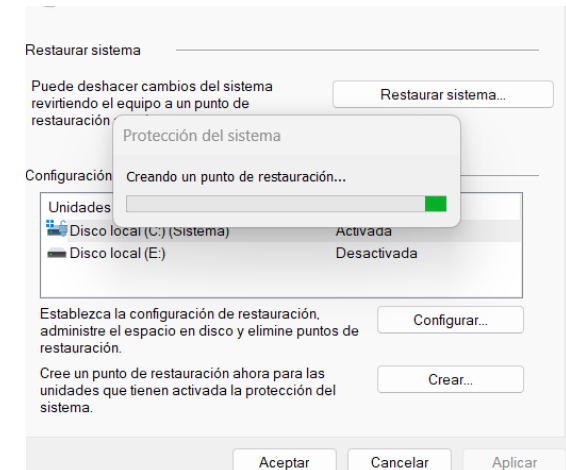 Restaurar sistema
Puede deshacer cambios del sistema
revirtiendo el equipo a un punto de
restauración
Restaurar sistema...
Protección del sistema
Creando un punto de restauración...
Configuración
Unidades
Disco local (C:) (Sistema) Activada
Disco local (E:) Desactivada
Establezca la configuración de restauración,
administre el espacio en disco y elimine puntos de
restauración.
Configurar...
Cree un punto de restauración ahora para las
unidades que tienen activada la protección del
sistema.
Crear...
Aceptar Cancelar Aplicar